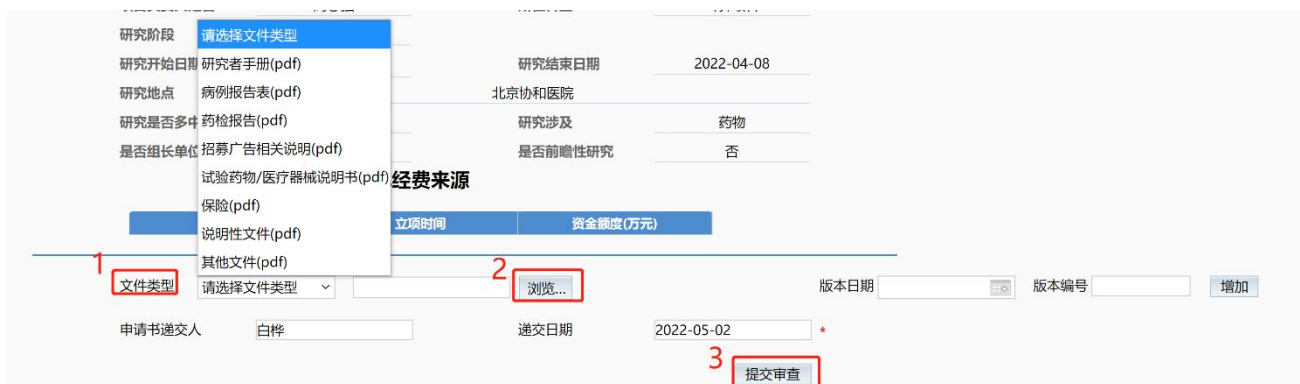 研究阶段 请选择文件类型
研究开始日期 研究者手册(pdf) 研究结束日期 2022-04-08
研究地点 病例报告表(pdf) 北京协和医院
研究是否多中 药检报告(pdf) 研究涉及 药物
是否组长单位 招募广告相关说明(pdf) 是否前瞻性研究 否
试验药物/医疗器械说明书(pdf) 经费来源
保险(pdf)
立项时间 资金额度(万元)
说明性文件(pdf)
其他文件(pdf)
1 2
文件类型 请选择文件类型 浏览... 版本日期 版本编号 增加
申请书递交人 白桦 递交日期 2022-05-02 *
3 提交审查